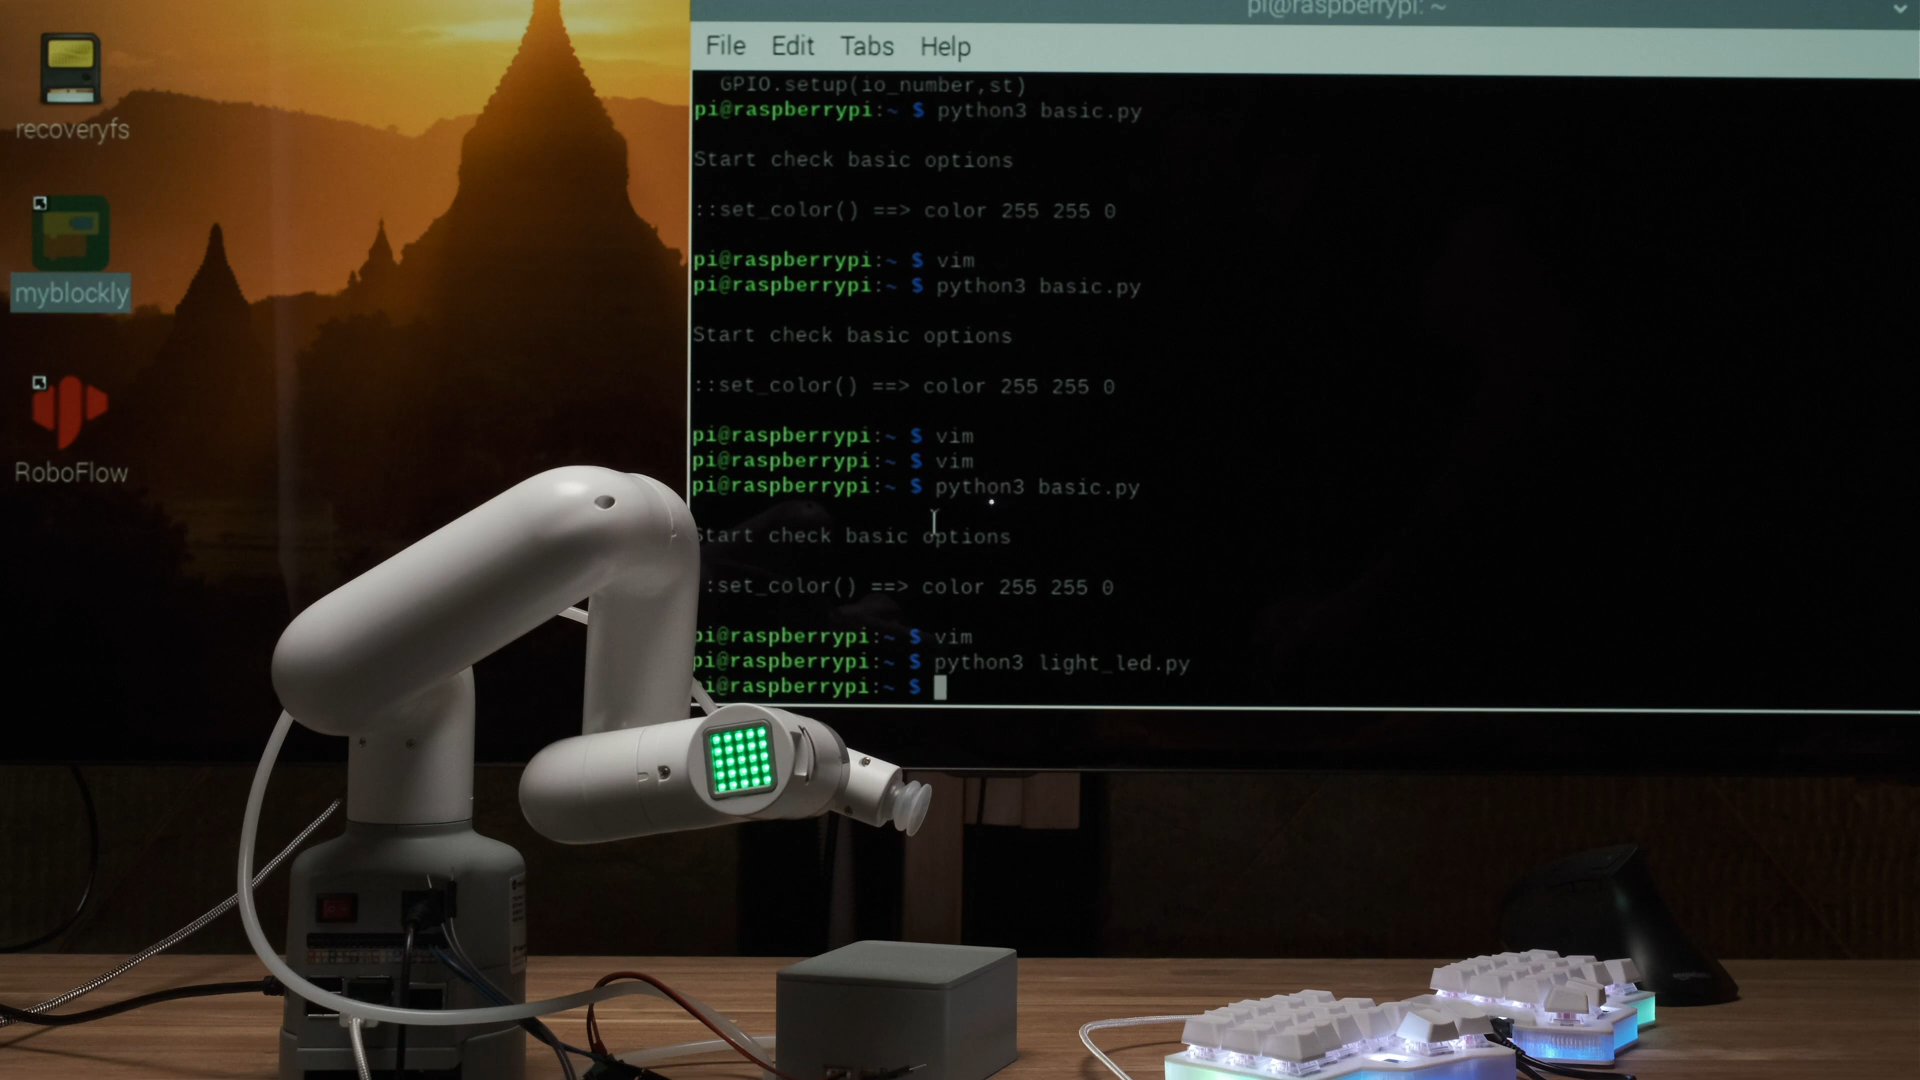 recoveryfs
myblockly
RoboFlow
pi@raspberrypi: ~
File Edit Tabs Help
GPIO.setup(io_number,st)
pi@raspberrypi:~ $ python3 basic.py
Start check basic options
::set_color() ==> color 255 255 0
pi@raspberrypi:~ $ vim
pi@raspberrypi:~ $ python3 basic.py
Start check basic options
::set_color() ==> color 255 255 0
pi@raspberrypi:~ $ vim
pi@raspberrypi:~ $ vim
pi@raspberrypi:~ $ python3 basic.py
Start check basic options
:set_color() ==> color 255 255 0
pi@raspberrypi:~ $ vim
pi@raspberrypi:~ $ python3 light_led.py
pi@raspberrypi:~ $